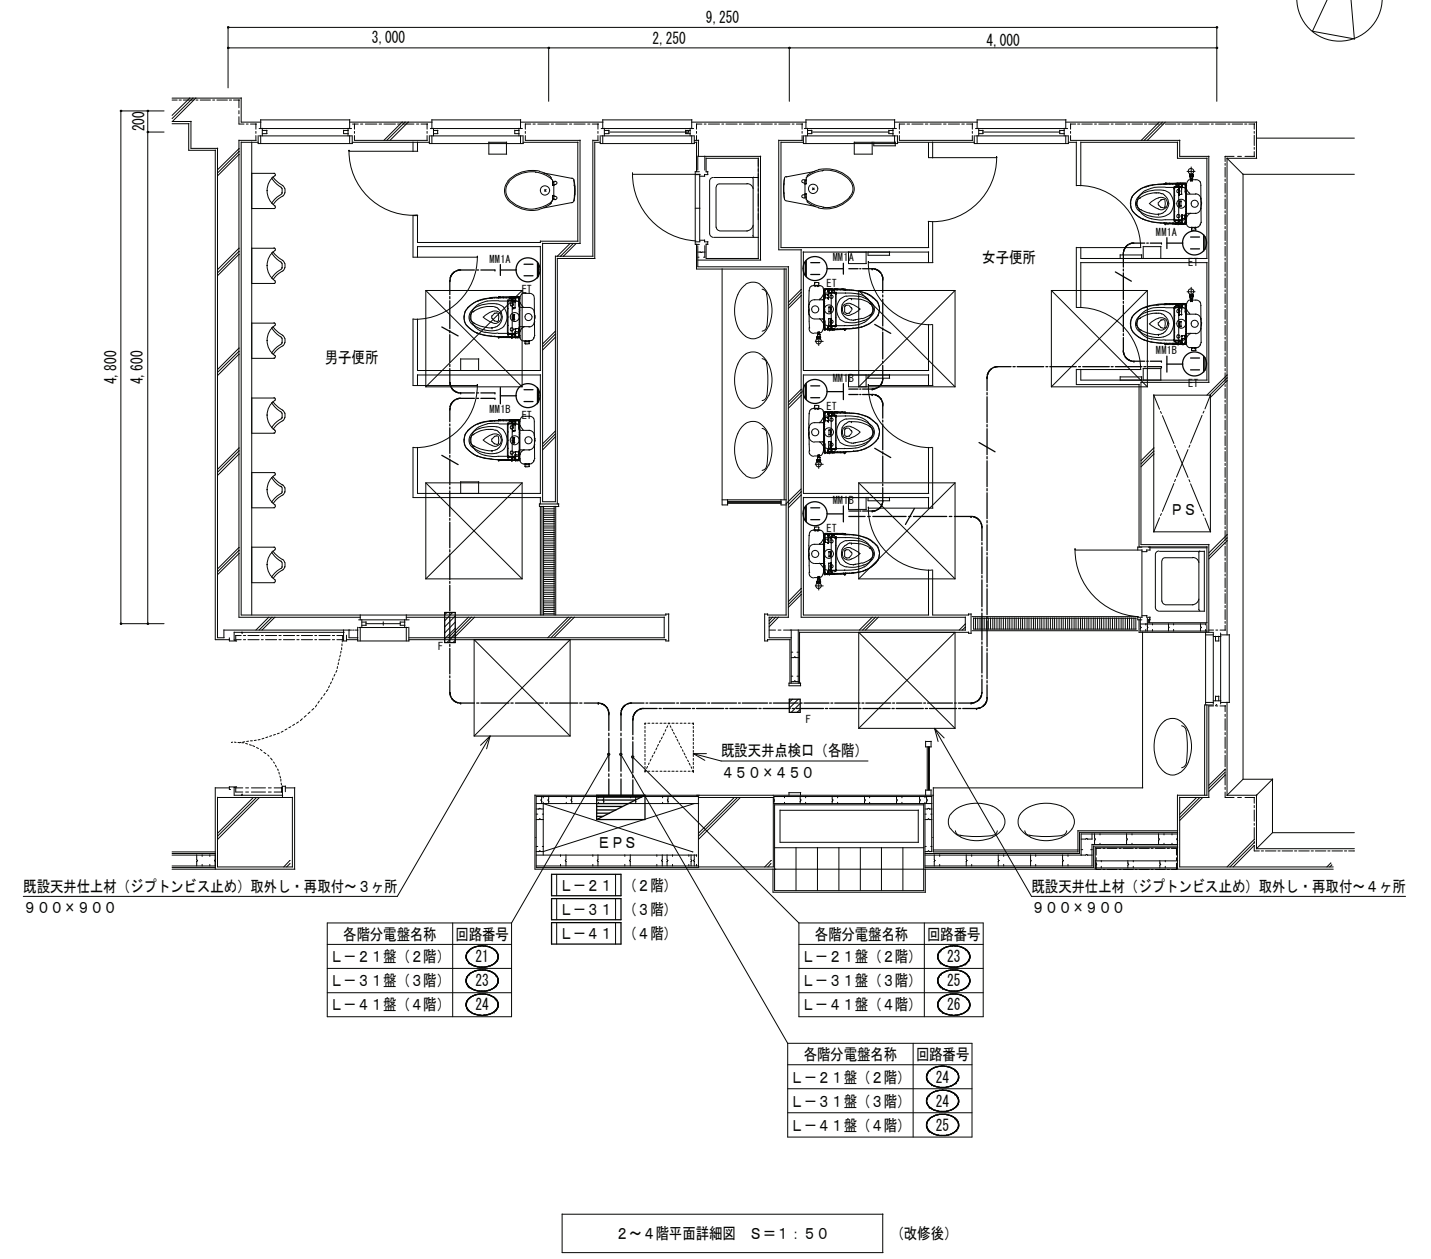 9,250
3,000
2,250
4,000
200
4,800
4,600
男子便所
女子便所
MM1A
ET
MM1B
ET
MM1A
ET
MM1B
ET
MM1B
ET
MM1A
ET
MM1B
ET
PS
F
F
既設天井点検口（各階）
450×450
EPS
既設天井仕上材（ジプトンビス止め）取外し・再取付～３ヶ所
900×900
既設天井仕上材（ジプトンビス止め）取外し・再取付～４ヶ所
900×900
L－21 （2階）
L－31 （3階）
L－41 （4階）
各階分電盤名称 回路番号
L－21盤（2階） 21
L－31盤（3階） 23
L－41盤（4階） 24
各階分電盤名称 回路番号
L－21盤（2階） 23
L－31盤（3階） 25
L－41盤（4階） 26
各階分電盤名称 回路番号
L－21盤（2階） 24
L－31盤（3階） 24
L－41盤（4階） 25
2～4階平面詳細図 S＝1：50 （改修後）